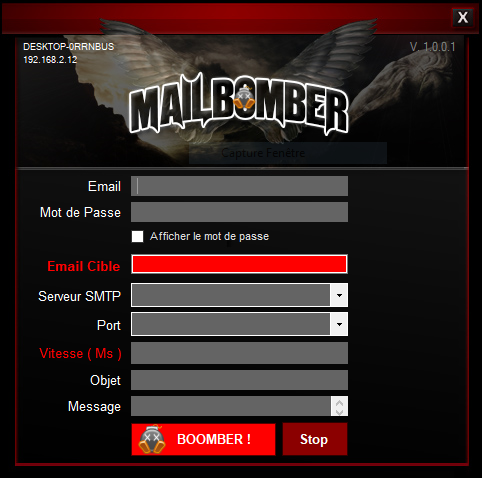 X
DESKTOP-0RRNBUS
192.168.2.12
V 1.0.0.1
MAILBOMBER
Capture Fenêtre
Email
Mot de Passe
Afficher le mot de passe
Email Cible
Serveur SMTP
Port
Vitesse ( Ms )
Objet
Message
BOOMBER !
Stop